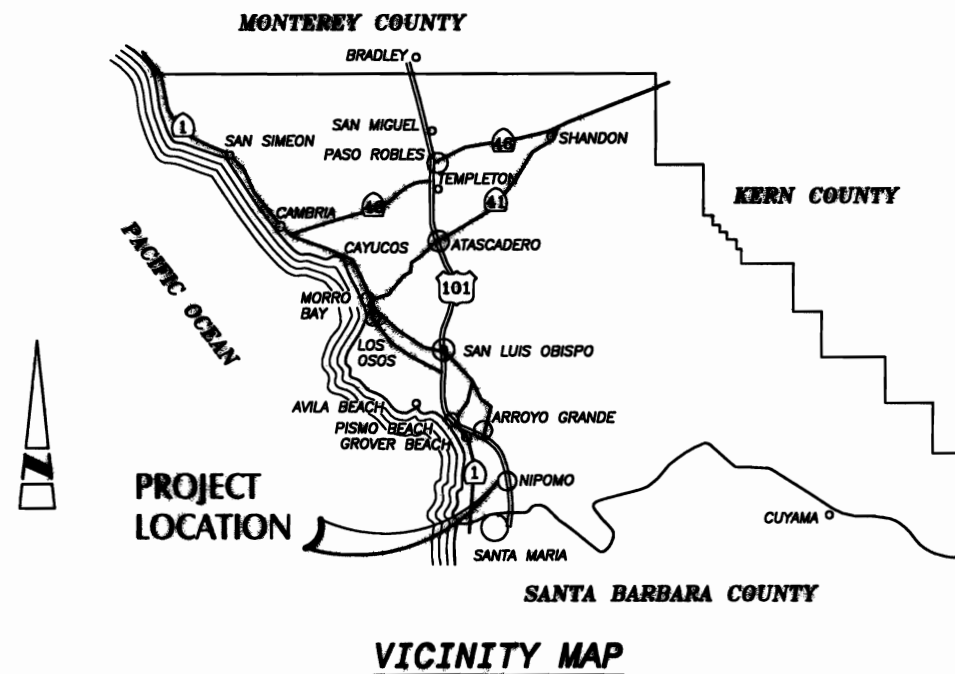 MONTEREY COUNTY
BRADLEY
1
SAN MIGUEL
46
SHANDON
SAN SIMEON
PASO ROBLES
TEMPLETON
KERN COUNTY
46
41
CAMBRIA
PACIFIC OCEAN
CAYUCOS
ATASCADERO
101
MORRO
BAY
LOS
OSOS
SAN LUIS OBISPO
AVILA BEACH
ARROYO GRANDE
PISMO BEACH
GROVER BEACH
N
1
NIPOMO
PROJECT
LOCATION
CUYAMA
SANTA MARIA
SANTA BARBARA COUNTY
VICINITY MAP